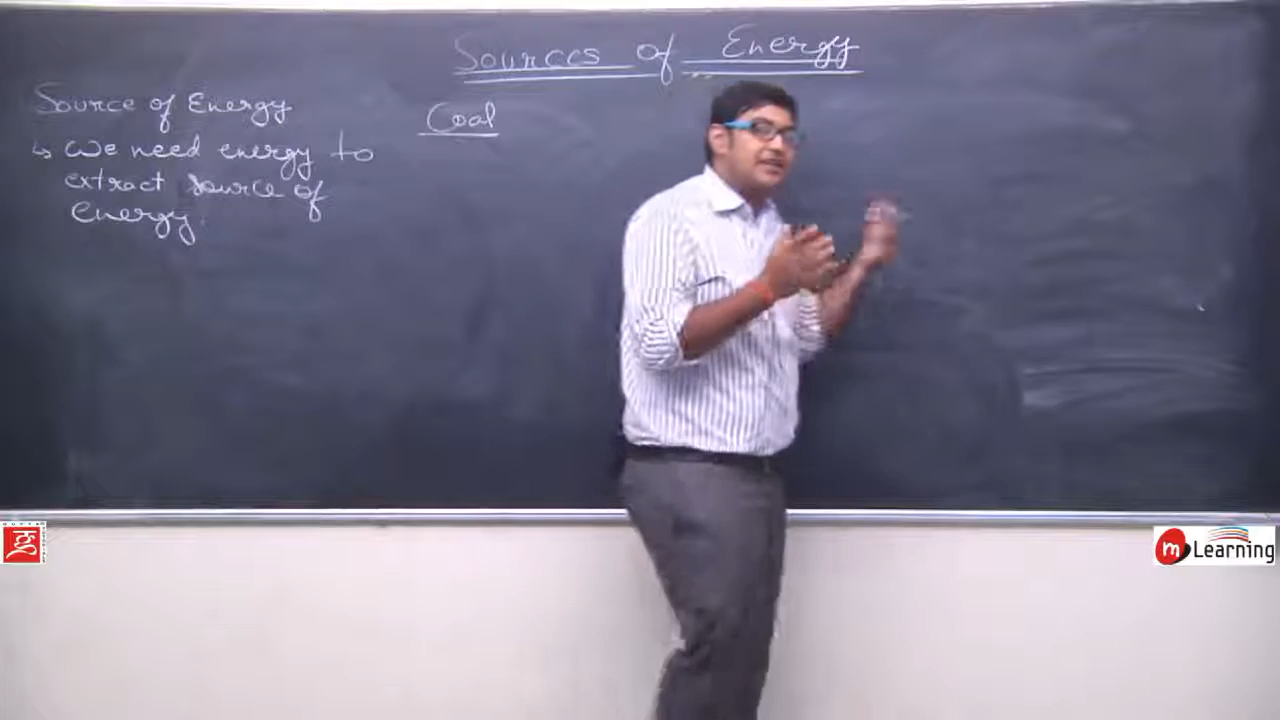 Sources of Energy
Source of Energy
↳ we need energy to
extract source of
energy.
Coal
m Learning